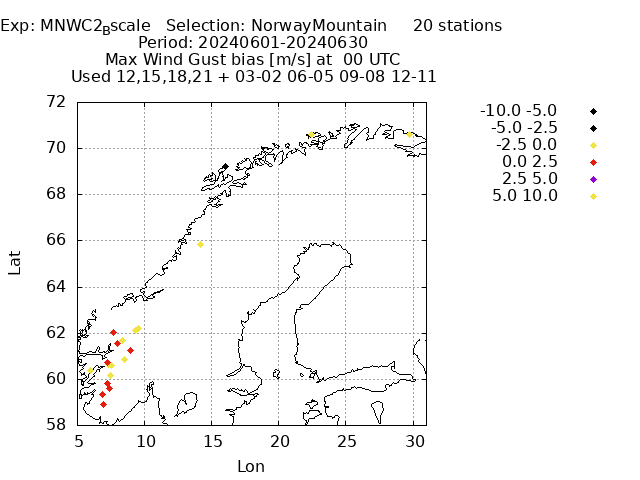 Exp: MNWC2Bscale   Selection: NorwayMountain     20 stations
Period: 20240601-20240630
Max Wind Gust bias [m/s] at  00 UTC
Used 12,15,18,21 + 03-02 06-05 09-08 12-11
-10.0 -5.0
-5.0 -2.5
-2.5 0.0
0.0 2.5
2.5 5.0
5.0 10.0
72
70
68
66
64
62
60
58
Lat
5 10 15 20 25 30
Lon